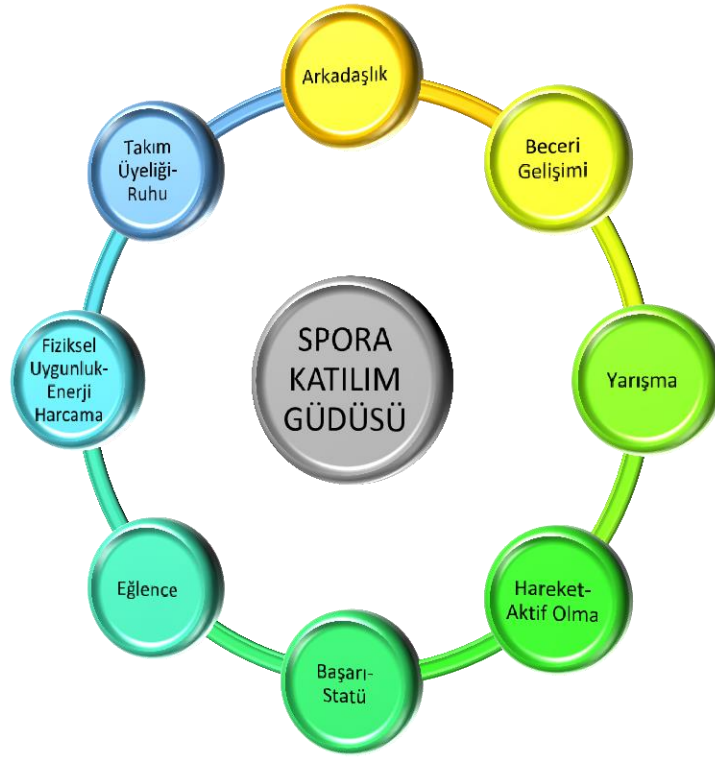 Arkadaşlık
Beceri
Gelişimi
Yarışma
Hareket-
Aktif Olma
Başarı-
Statü
Eğlence
Fiziksel
Uygunluk-
Enerji
Harcama
Takım
Üyeliği-
Ruhu
SPORA
KATILIM
GÜDÜSÜ